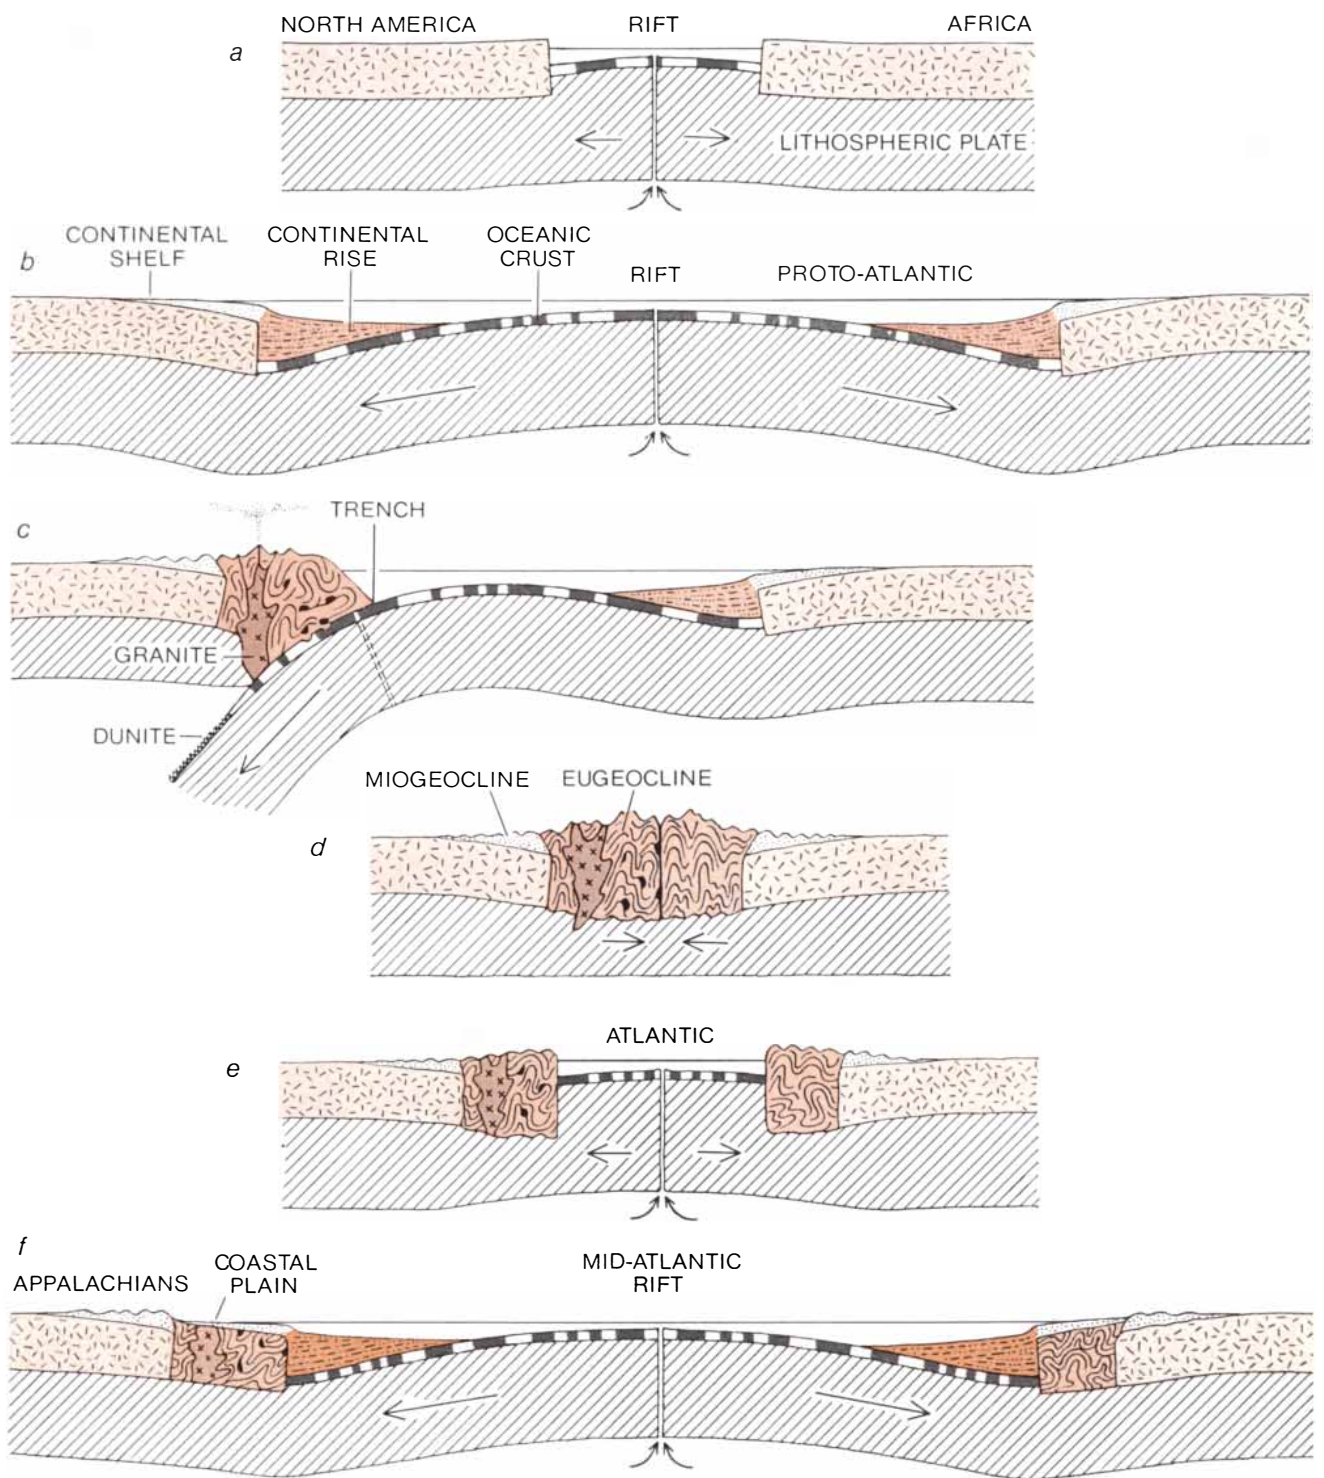 NORTH AMERICA RIFT AFRICA
a
LITHOSPHERIC PLATE
b
CONTINENTAL
SHELF
CONTINENTAL
RISE
OCEANIC
CRUST
RIFT
PROTO-ATLANTIC
c
TRENCH
GRANITE
DUNITE
MIOGEOCLINE
EUGEOCLINE
d
ATLANTIC
e
f
APPALACHIANS
COASTAL
PLAIN
MID-ATLANTIC
RIFT